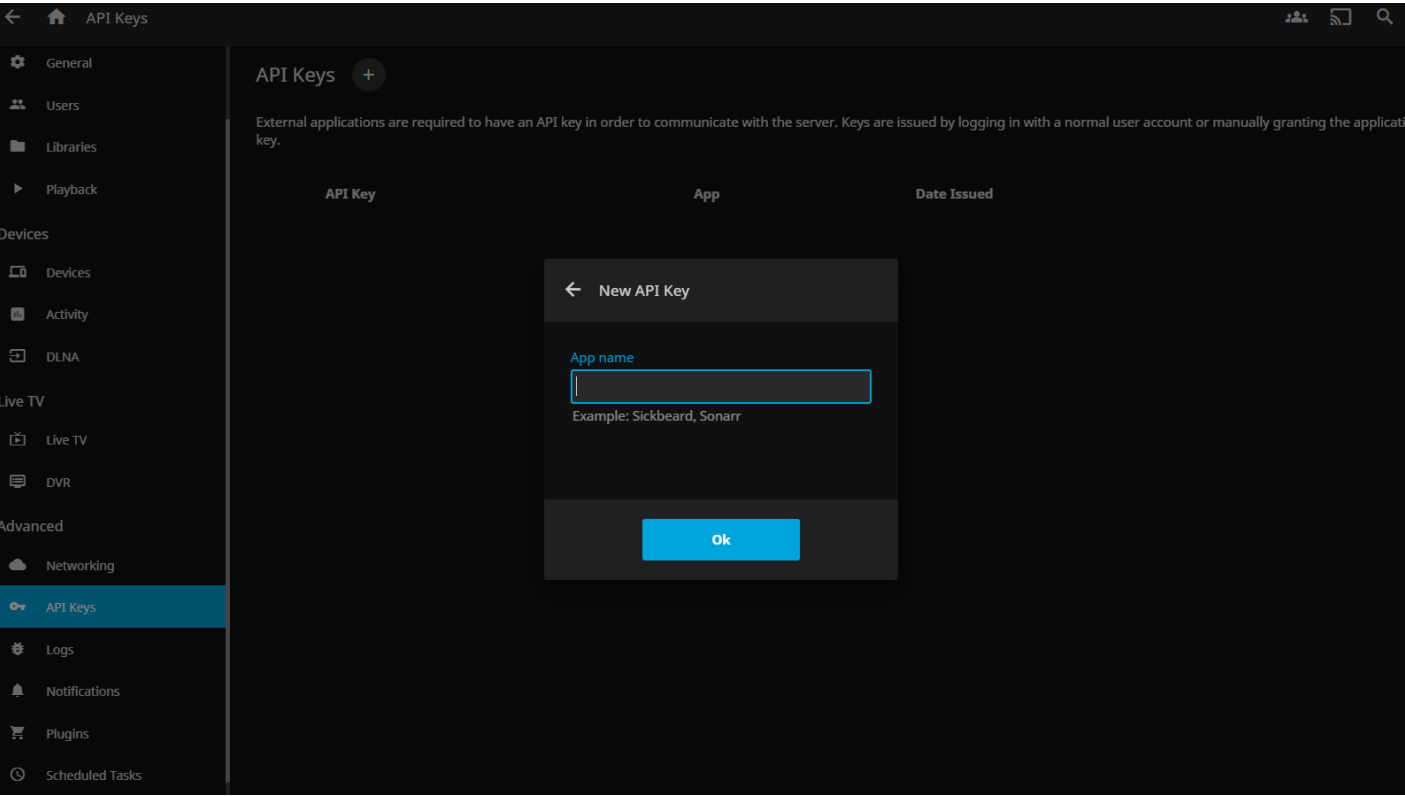 API Keys
General
Users
Libraries
Playback
Devices
Devices
Activity
DLNA
Live TV
Live TV
DVR
Advanced
Networking
API Keys
Logs
Notifications
Plugins
Scheduled Tasks
API Keys +
External applications are required to have an API key in order to communicate with the server. Keys are issued by logging in with a normal user account or manually granting the applicati
key.
API Key App Date Issued
New API Key
App name
Example: Sickbeard, Sonarr
Ok